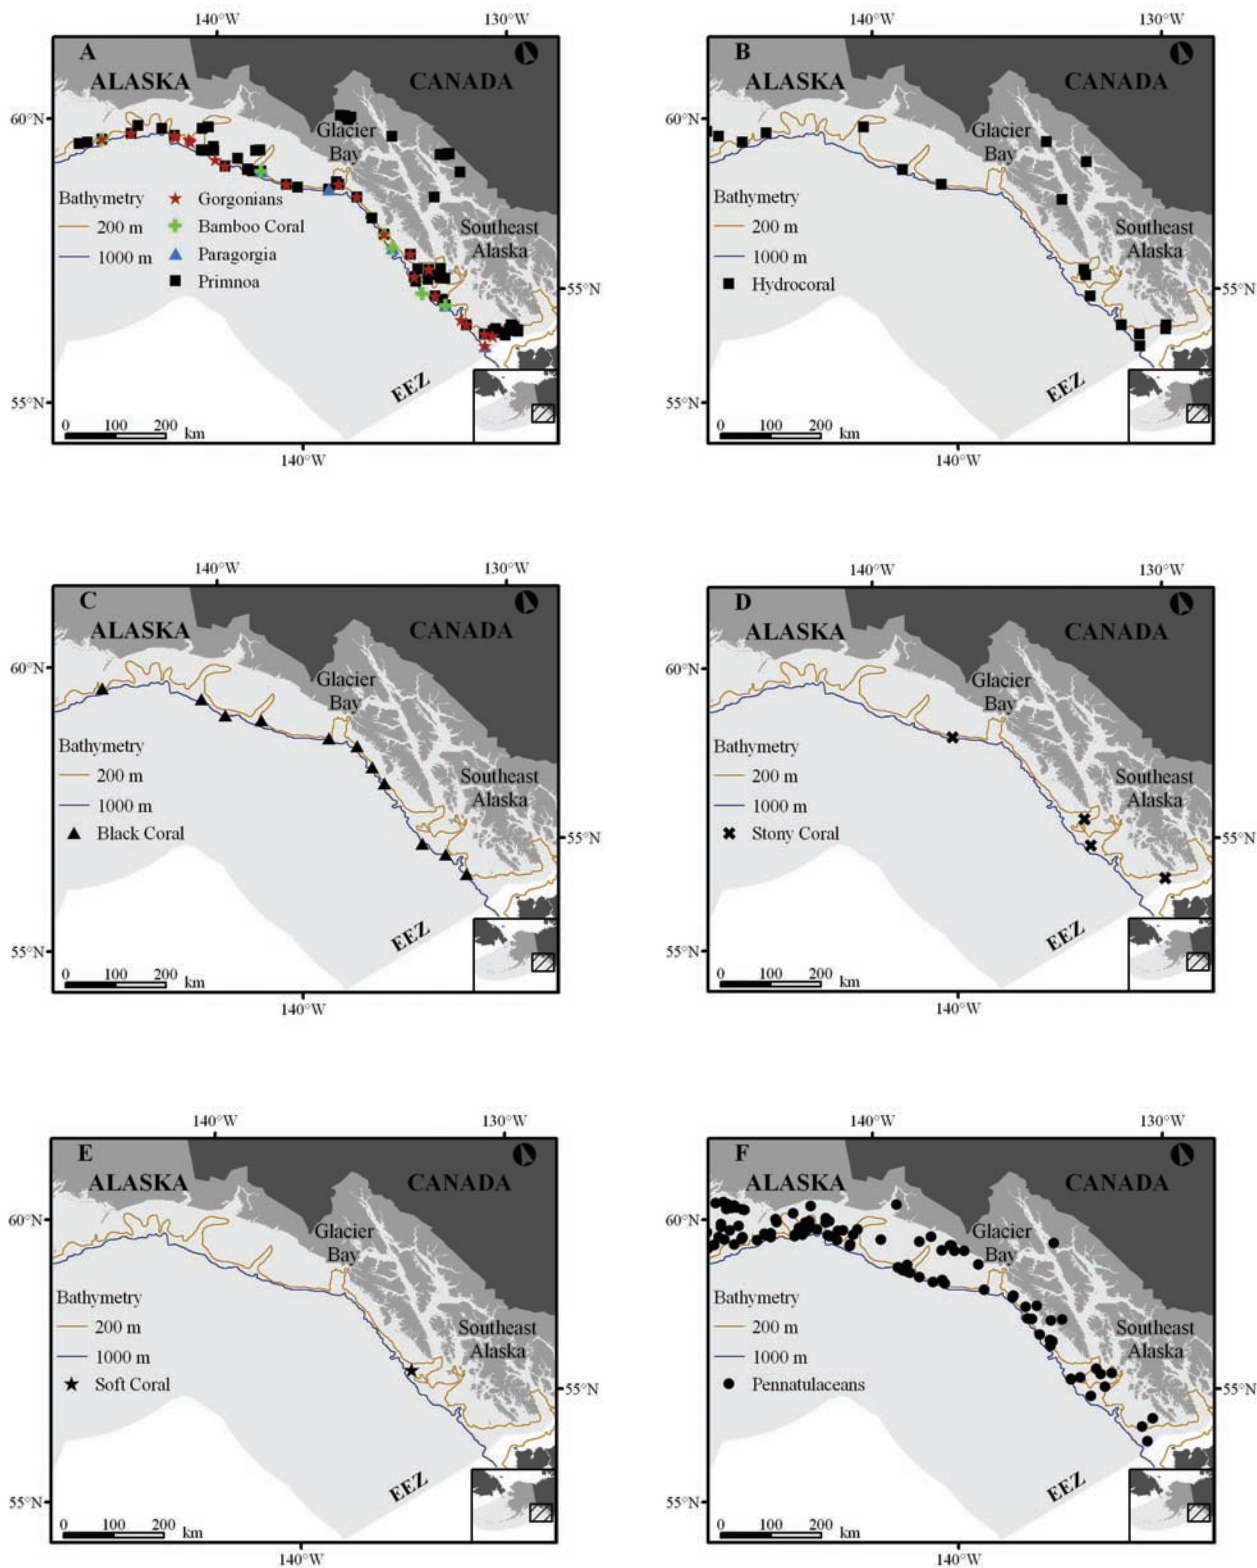 140°W 130°W
A
ALASKA CANADA
60°N
Glacier
Bay
Bathymetry
200 m
1000 m
Gorgonians
Bamboo Coral
Paragorgia
Primnoa
Southeast
Alaska
55°N
EEZ
55°N
0 100 200 km
140°W
140°W 130°W
B
ALASKA CANADA
60°N
Glacier
Bay
Bathymetry
200 m
1000 m
Hydrocoral
Southeast
Alaska
55°N
EEZ
55°N
0 100 200 km
140°W
140°W 130°W
C
ALASKA CANADA
60°N
Glacier
Bay
Bathymetry
200 m
1000 m
Black Coral
Southeast
Alaska
55°N
EEZ
55°N
0 100 200 km
140°W
140°W 130°W
D
ALASKA CANADA
60°N
Glacier
Bay
Bathymetry
200 m
1000 m
Stony Coral
Southeast
Alaska
55°N
EEZ
55°N
0 100 200 km
140°W
140°W 130°W
E
ALASKA CANADA
60°N
Glacier
Bay
Bathymetry
200 m
1000 m
Soft Coral
Southeast
Alaska
55°N
EEZ
55°N
0 100 200 km
140°W
140°W 130°W
F
ALASKA CANADA
60°N
Glacier
Bay
Bathymetry
200 m
1000 m
Pennatulaceans
Southeast
Alaska
55°N
EEZ
55°N
0 100 200 km
140°W